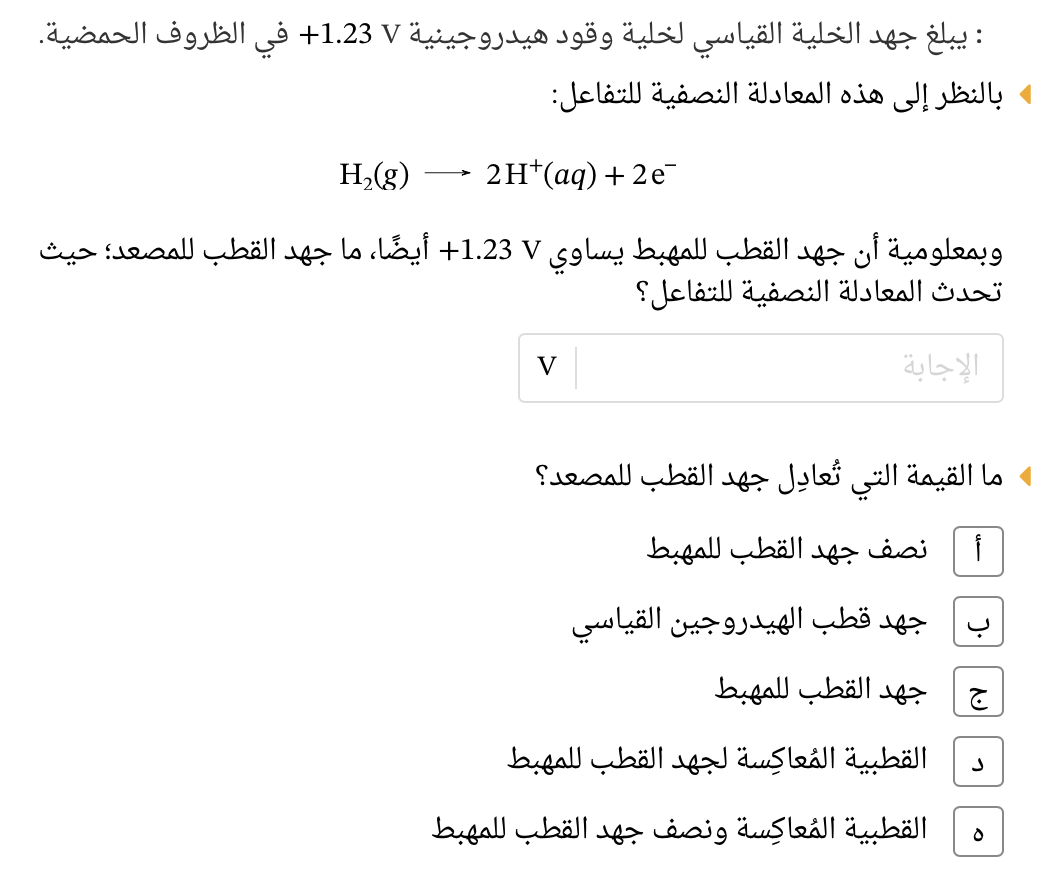 : يبلغ جهد الخلية القياسي لخلية وقود هيدروجينية +1.23 V في الظروف الحمضية.
بالنظر إلى هذه المعادلة النصفية للتفاعل:
H₂(g) ⟶ 2H⁺(aq) + 2e⁻
وبمعلومية أن جهد القطب للمهبط يساوي +1.23 V أيضًا، ما جهد القطب للمصعد؛ حيث
تحدث المعادلة النصفية للتفاعل؟
الإجابة V
ما القيمة التي تُعادِل جهد القطب للمصعد؟
أ نصف جهد القطب للمهبط
ب جهد قطب الهيدروجين القياسي
ج جهد القطب للمهبط
د القطبية المُعاكِسة لجهد القطب للمهبط
ه القطبية المُعاكِسة ونصف جهد القطب للمهبط